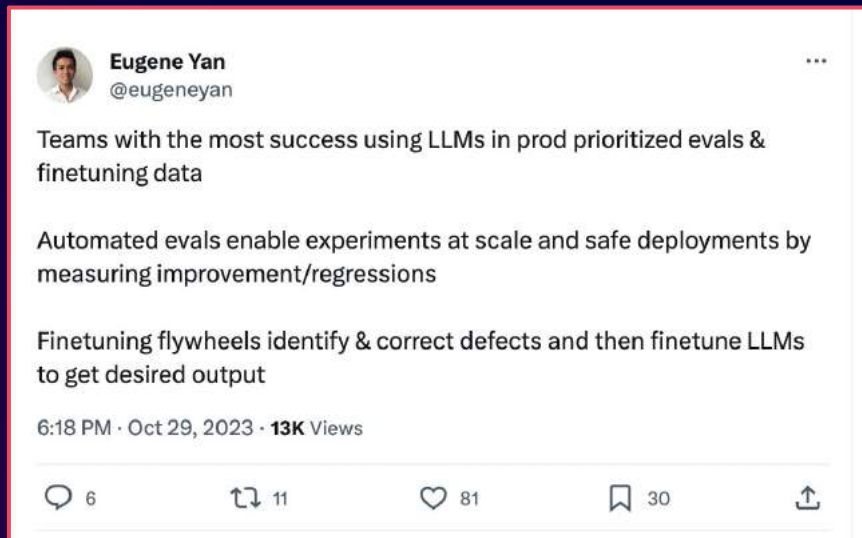 Eugene Yan
@eugeneyan
Teams with the most success using LLMs in prod prioritized evals &
finetuning data
Automated evals enable experiments at scale and safe deployments by
measuring improvement/regressions
Finetuning flywheels identify & correct defects and then finetune LLMs
to get desired output
6:18 PM · Oct 29, 2023 · 13K Views
6 11 81 30